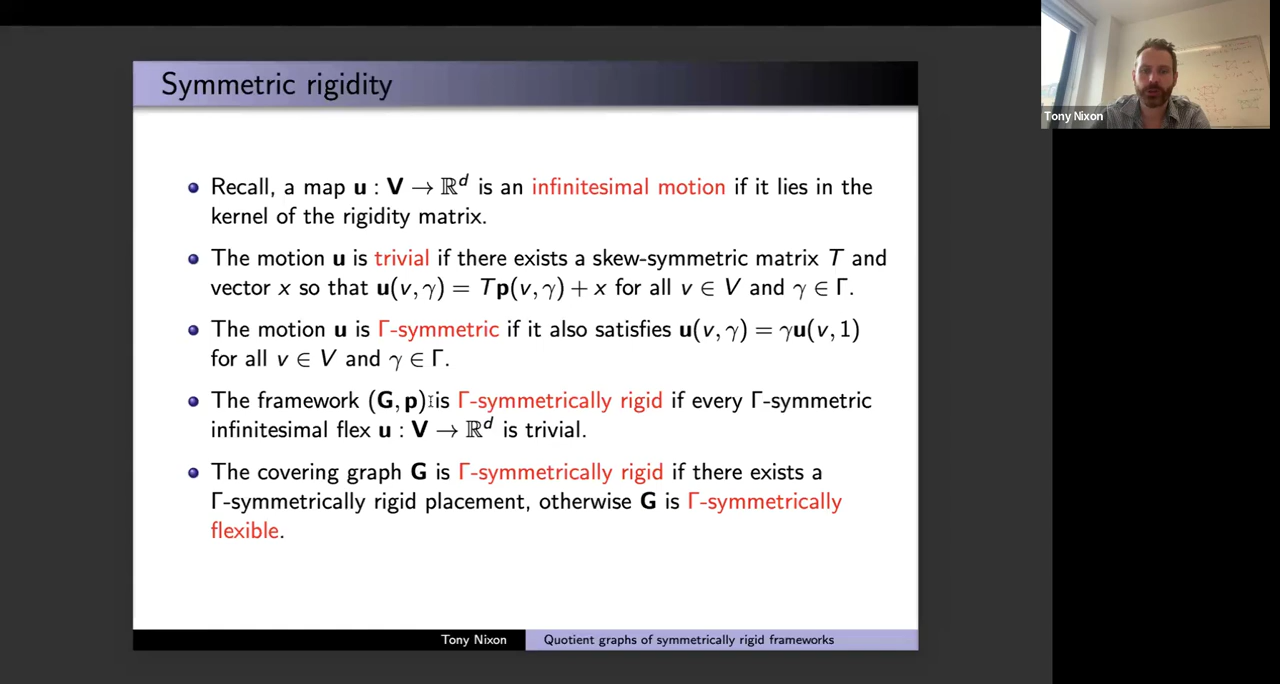 Symmetric rigidity
Tony Nixon
Recall, a map u : V → ℝᵈ is an infinitesimal motion if it lies in the
kernel of the rigidity matrix.
The motion u is trivial if there exists a skew-symmetric matrix T and
vector x so that u(v, γ) = Tp(v, γ) + x for all v ∈ V and γ ∈ Γ.
The motion u is Γ-symmetric if it also satisfies u(v, γ) = γu(v, 1)
for all v ∈ V and γ ∈ Γ.
The framework (G, p) is Γ-symmetrically rigid if every Γ-symmetric
infinitesimal flex u : V → ℝᵈ is trivial.
The covering graph G is Γ-symmetrically rigid if there exists a
Γ-symmetrically rigid placement, otherwise G is Γ-symmetrically
flexible.
Tony Nixon Quotient graphs of symmetrically rigid frameworks